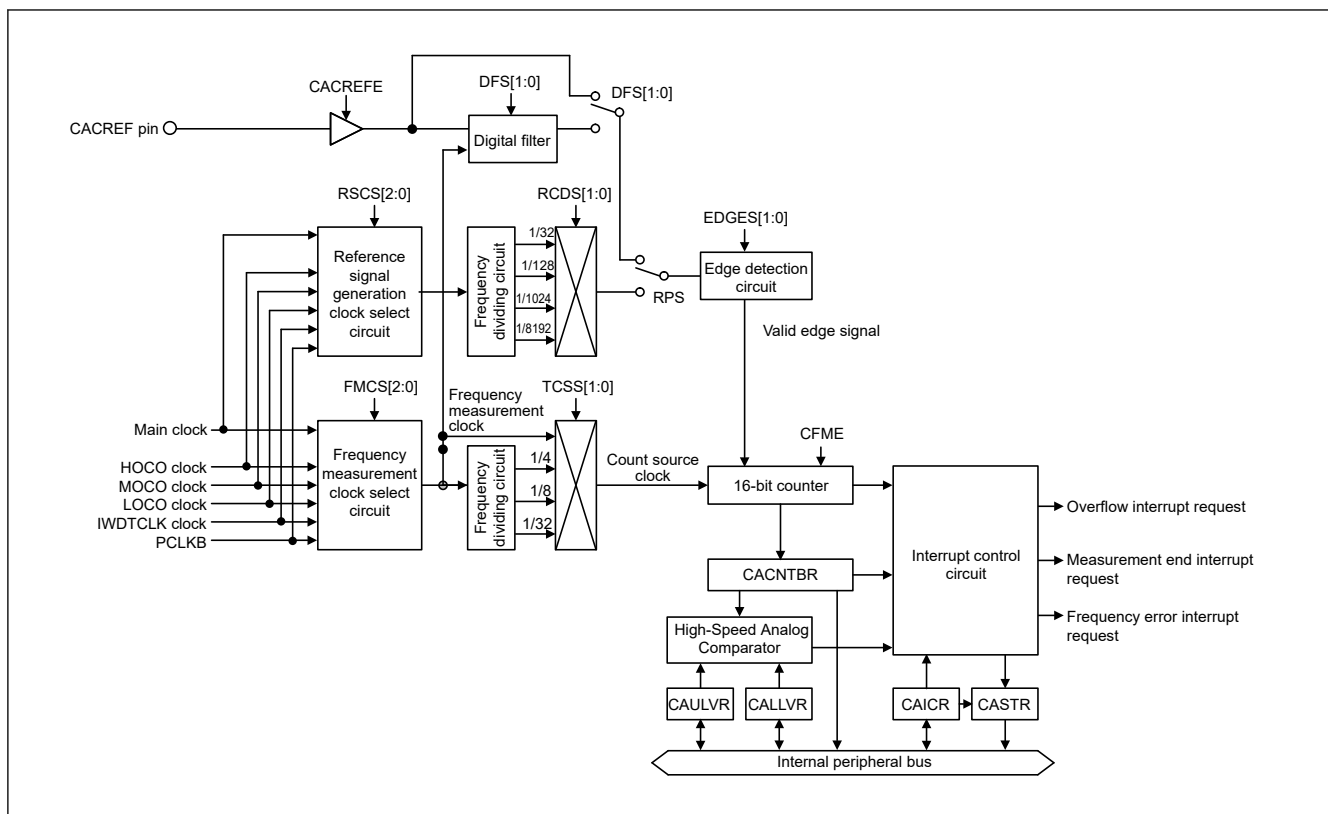 CACREFE
DFS[1:0]
DFS[1:0]
CACREF pin
Digital filter
RSCS[2:0]
RCDS[1:0]
EDGES[1:0]
Reference
signal
generation
clock select
circuit
Frequency
dividing circuit
1/32
1/128
1/1024
1/8192
RPS
Edge detection
circuit
Valid edge signal
FMCS[2:0]
Frequency
measurement
clock
TCSS[1:0]
Main clock
HOCO clock
MOCO clock
LOCO clock
IWDTCLK clock
PCLKB
Frequency
measurement
clock select
circuit
Frequency
dividing circuit
1/4
1/8
1/32
Count source
clock
CFME
16-bit counter
CACNTBR
High-Speed Analog
Comparator
Interrupt control
circuit
Overflow interrupt request
Measurement end interrupt
request
Frequency error interrupt
request
CAULVR
CALLVR
CAICR
CASTR
Internal peripheral bus